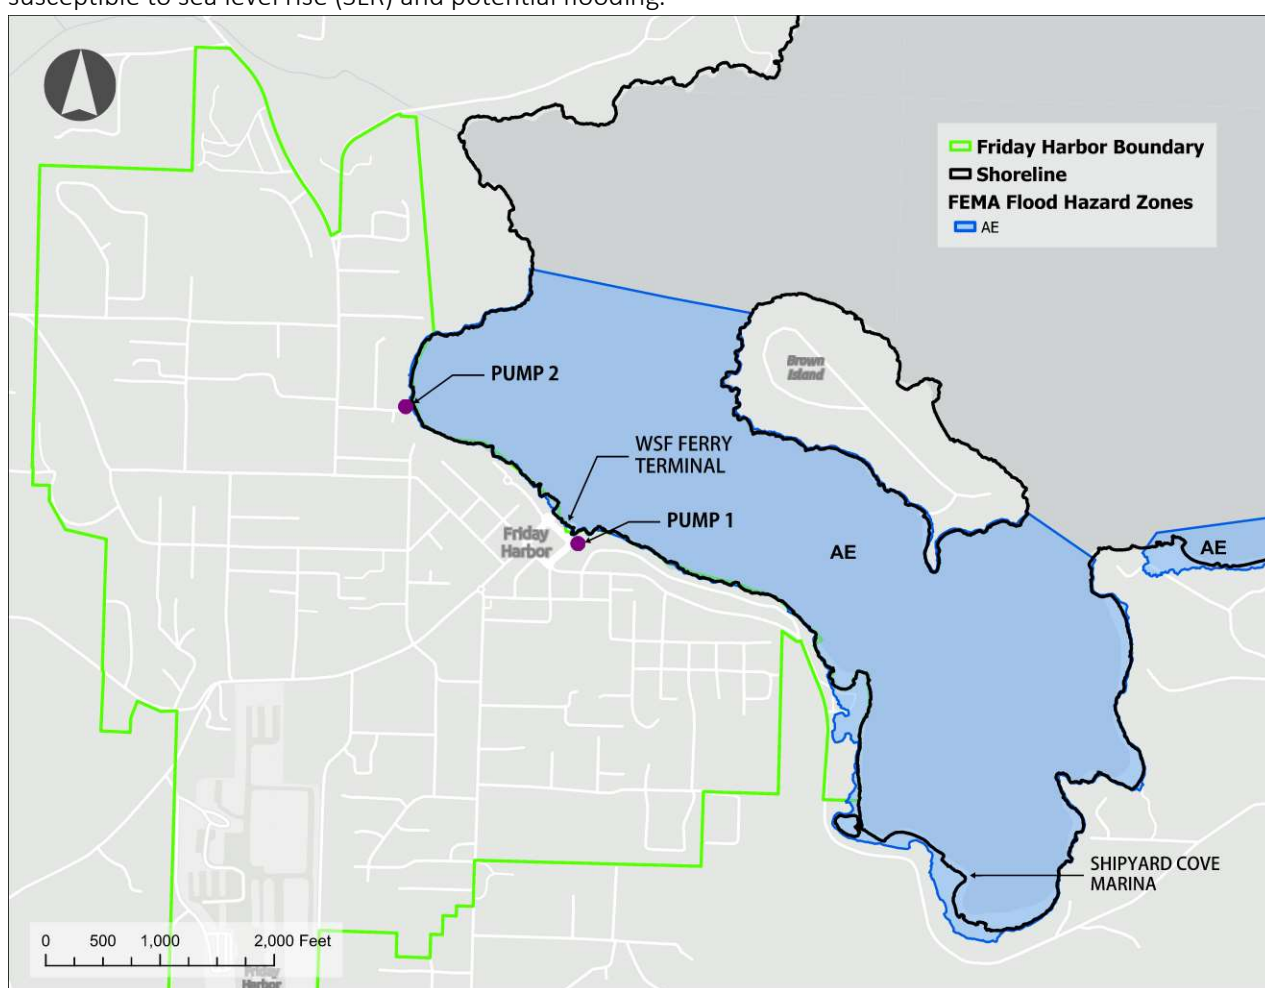 susceptible to sea level rise (SLR) and potential flooding.
Friday Harbor Boundary
Shoreline
FEMA Flood Hazard Zones
AE
Brown
Island
PUMP 2
WSF FERRY
TERMINAL
PUMP 1
Friday
Harbor
AE
AE
SHIPYARD COVE
MARINA
0 500 1,000 2,000 Feet
Friday
Harbor